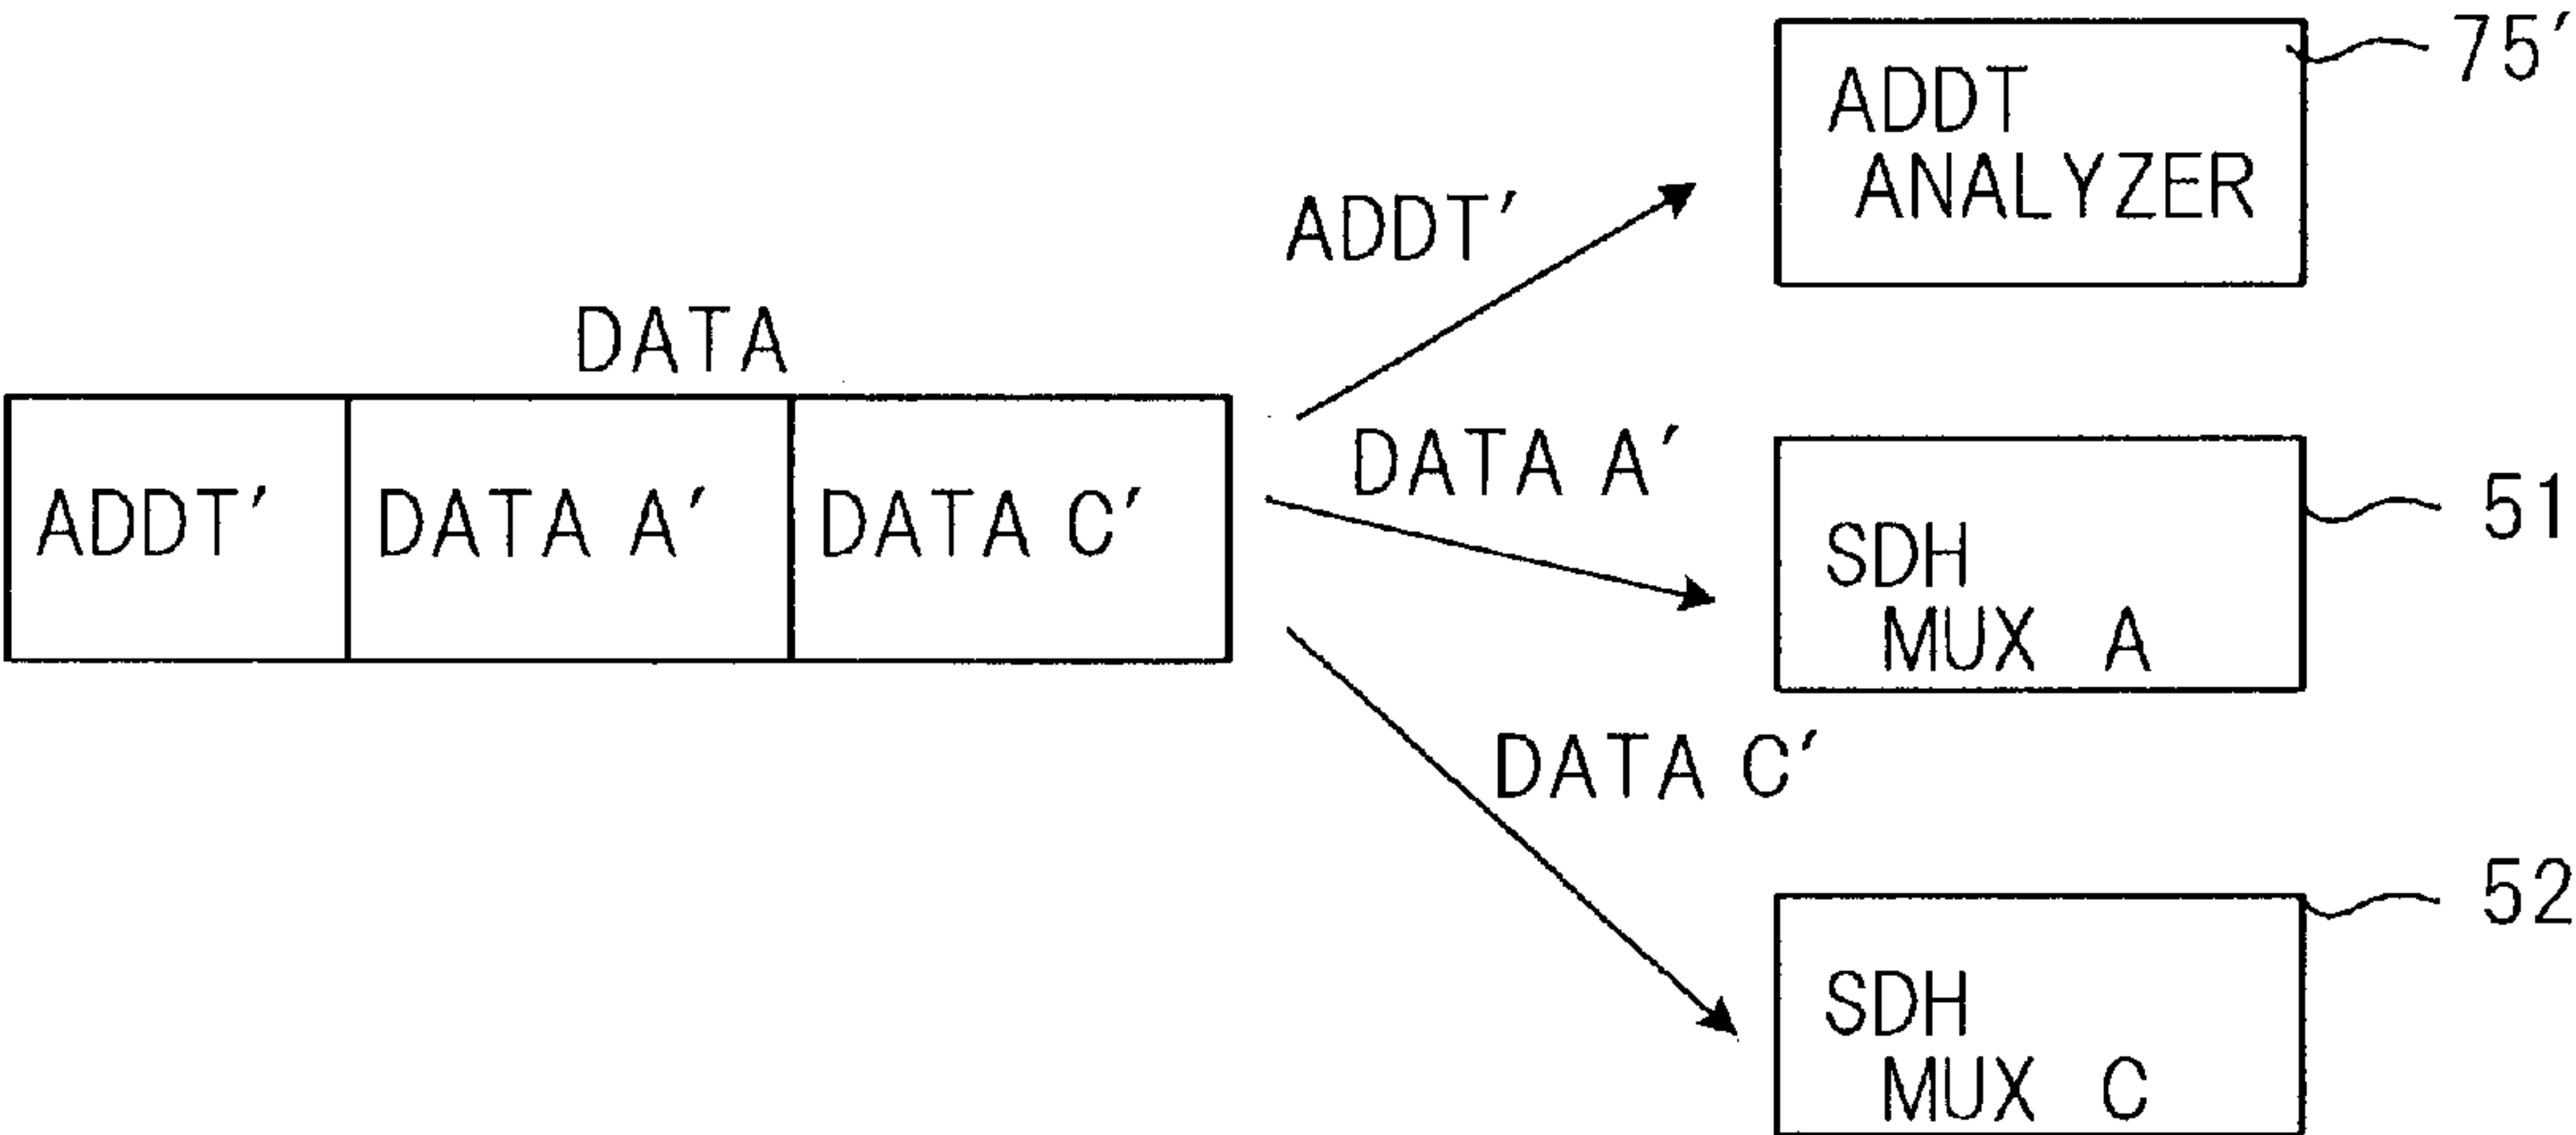 DATA
ADDT' DATA A' DATA C'
ADDT'
DATA A'
DATA C'
ADDT
ANALYZER
75'
SDH
MUX A
51
SDH
MUX C
52